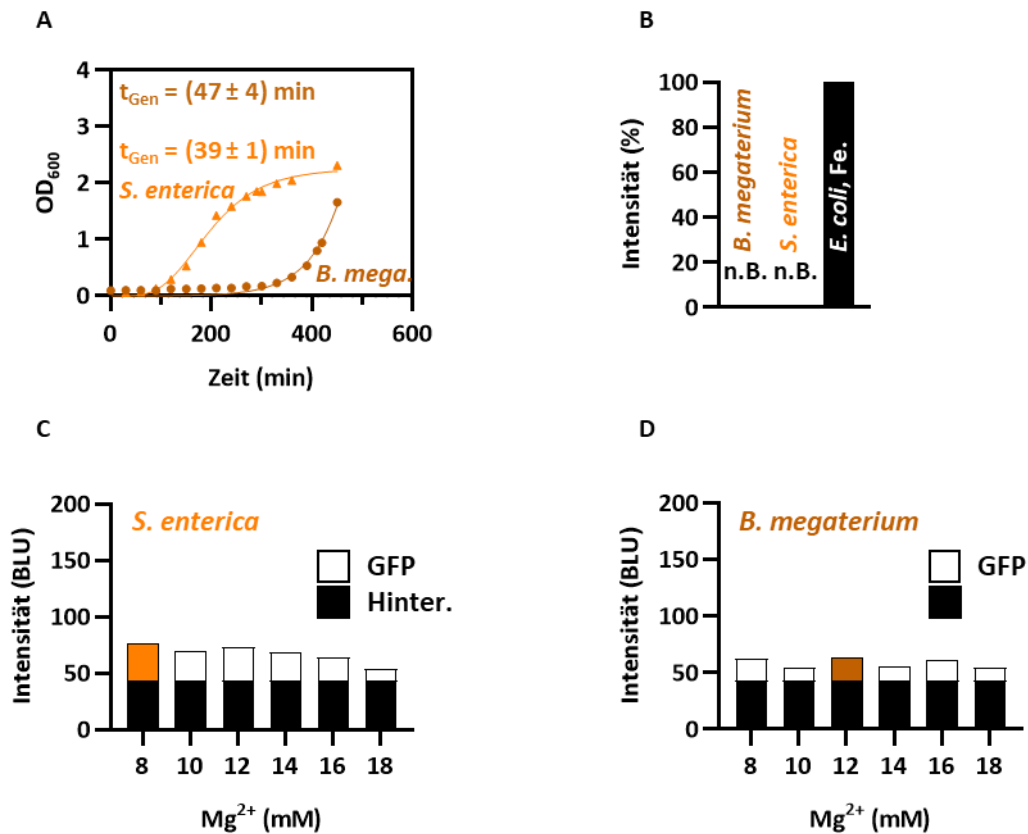 A
4
3
2
1
0
OD600
tGen = (47 ± 4) min
tGen = (39 ± 1) min
S. enterica
B. mega.
0 200 400 600
Zeit (min)
B
100
80
60
40
20
0
Intensität (%)
B. megaterium
S. enterica
E. coli, Fe.
n.B. n.B.
C
200
150
100
50
0
Intensität (BLU)
S. enterica
GFP
Hinter.
8 10 12 14 16 18
Mg2+ (mM)
D
200
150
100
50
0
Intensität (BLU)
B. megaterium
GFP
8 10 12 14 16 18
Mg2+ (mM)